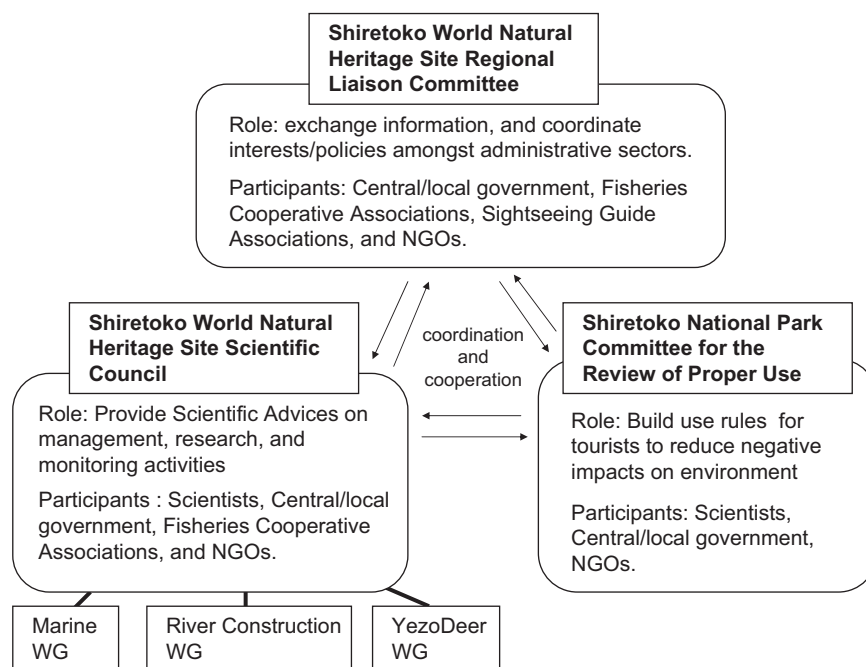 Shiretoko World Natural
Heritage Site Regional
Liaison Committee
Role: exchange information, and coordinate
interests/policies amongst administrative sectors.
Participants: Central/local government, Fisheries
Cooperative Associations, Sightseeing Guide
Associations, and NGOs.
Shiretoko World Natural
Heritage Site Scientific
Council
Role: Provide Scientific Advices on
management, research, and
monitoring activities
Participants : Scientists, Central/local
government, Fisheries Cooperative
Associations, and NGOs.
coordination
and
cooperation
Shiretoko National Park
Committee for the
Review of Proper Use
Role: Build use rules for
tourists to reduce negative
impacts on environment
Participants: Scientists,
Central/local government,
NGOs.
Marine
WG
River Construction
WG
YezoDeer
WG